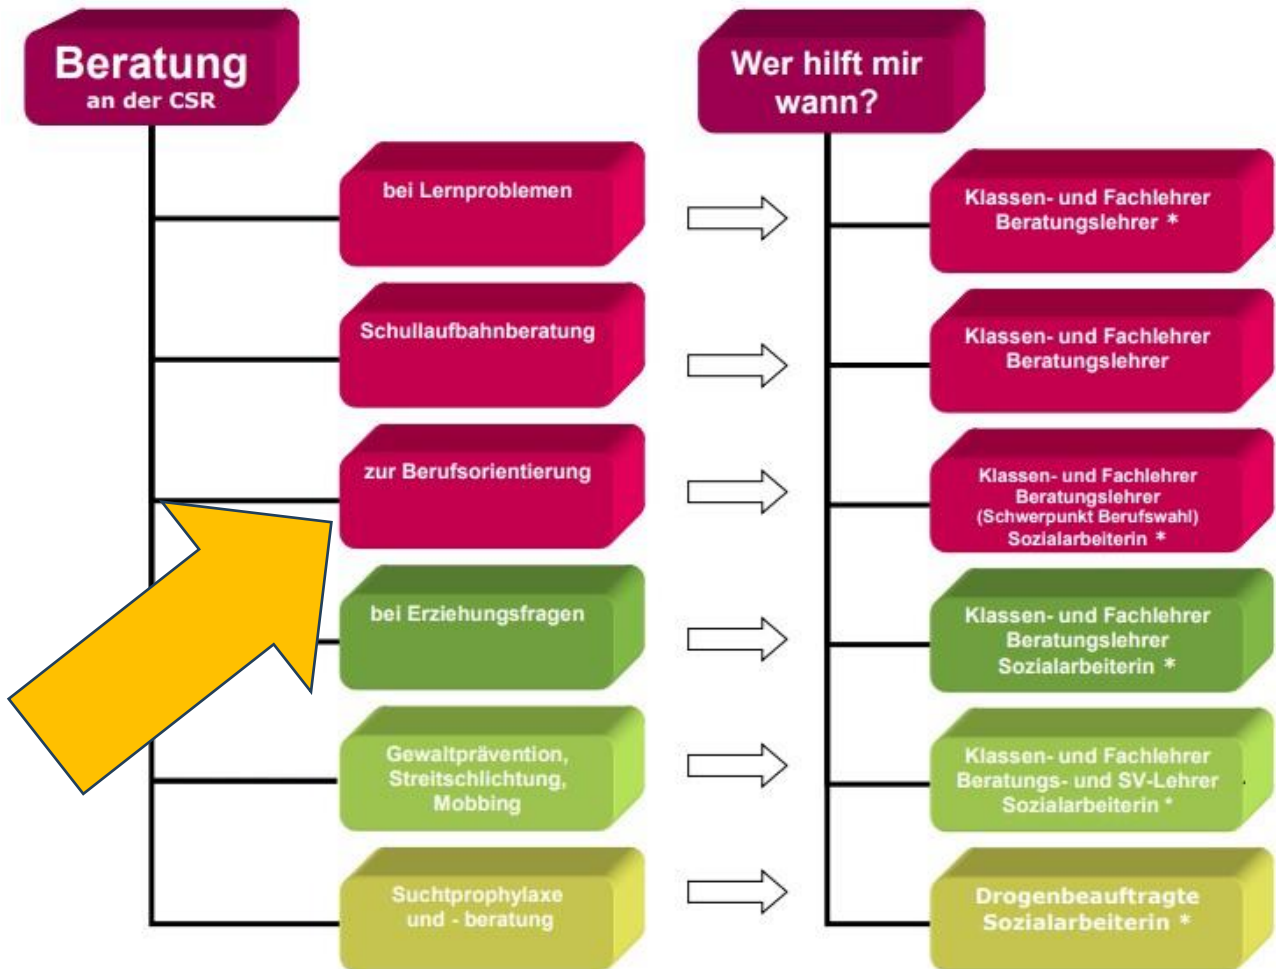 Beratung
an der CSR
bei Lernproblemen
Schullaufbahnberatung
zur Berufsorientierung
bei Erziehungsfragen
Gewaltprävention,
Streitschlichtung,
Mobbing
Suchtprophylaxe
und - beratung
Wer hilft mir
wann?
Klassen- und Fachlehrer
Beratungslehrer *
Klassen- und Fachlehrer
Beratungslehrer
Klassen- und Fachlehrer
Beratungslehrer
(Schwerpunkt Berufswahl)
Sozialarbeiterin *
Klassen- und Fachlehrer
Beratungslehrer
Sozialarbeiterin *
Klassen- und Fachlehrer
Beratungs- und SV-Lehrer
Sozialarbeiterin *
Drogenbeauftragte
Sozialarbeiterin *